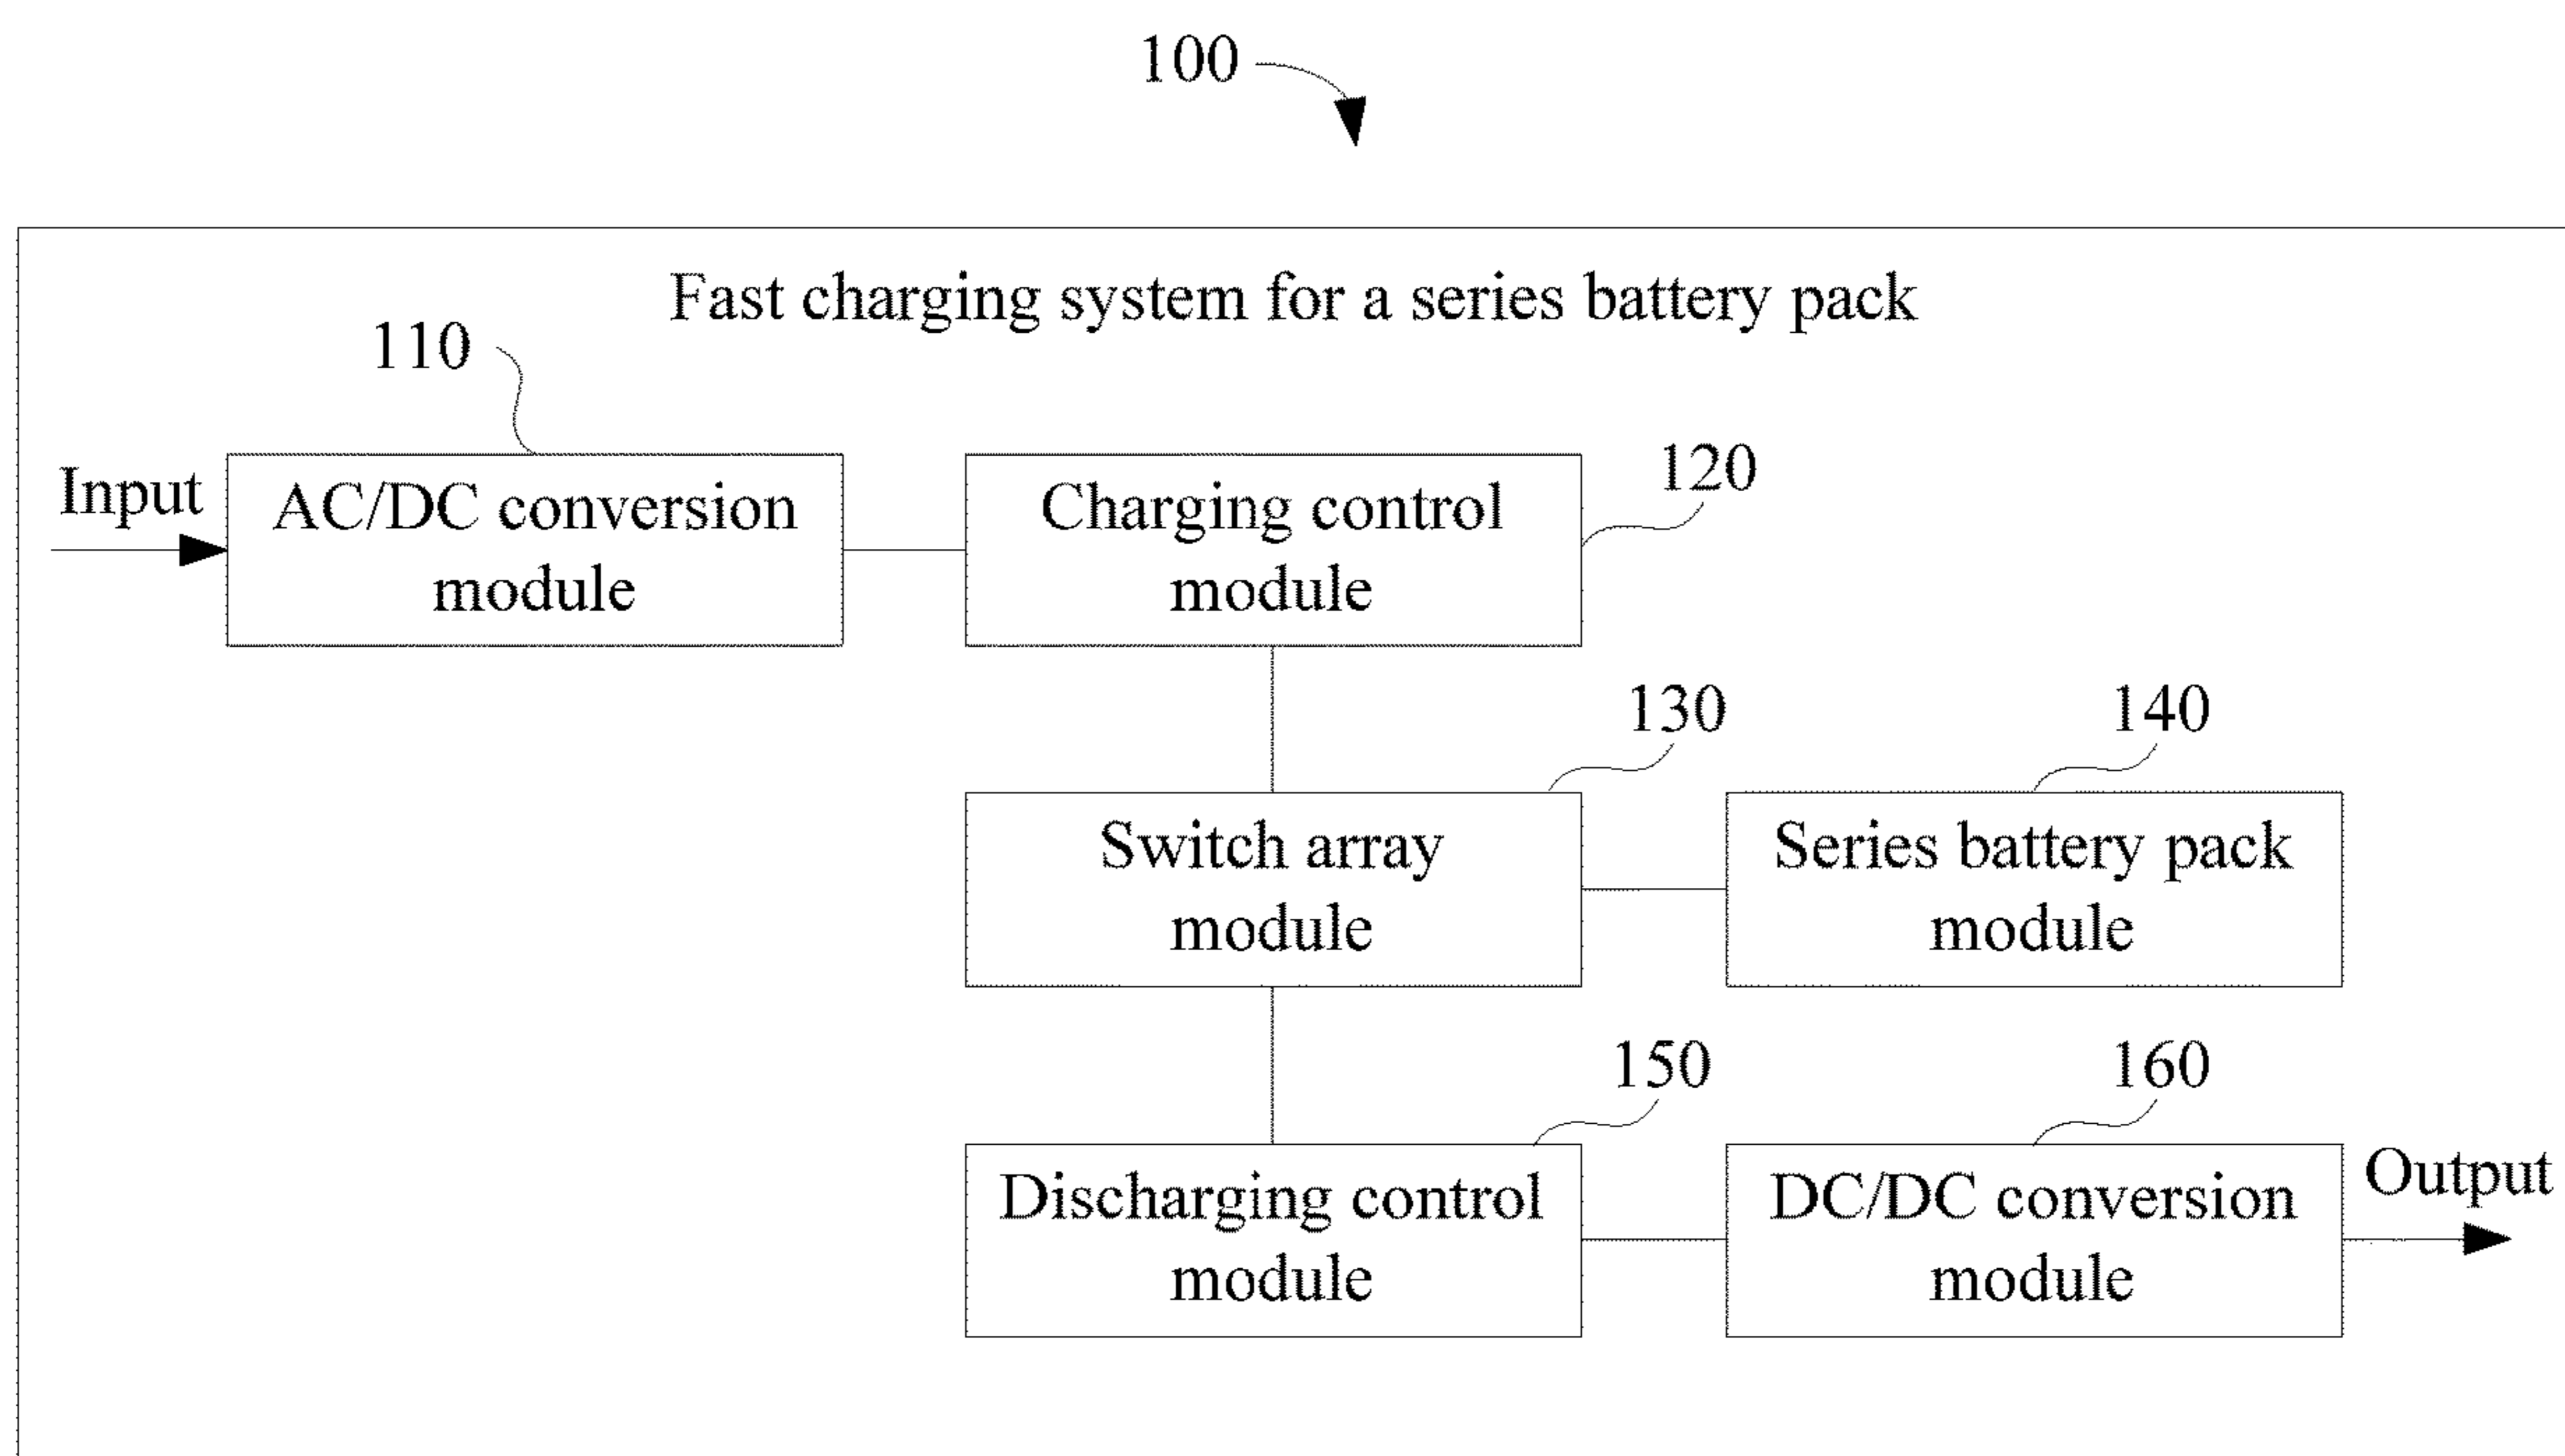 100
Fast charging system for a series battery pack
110
Input
AC/DC conversion
module
Charging control
module
120
130
140
Switch array
module
Series battery pack
module
150
160
Discharging control
module
DC/DC conversion
module
Output